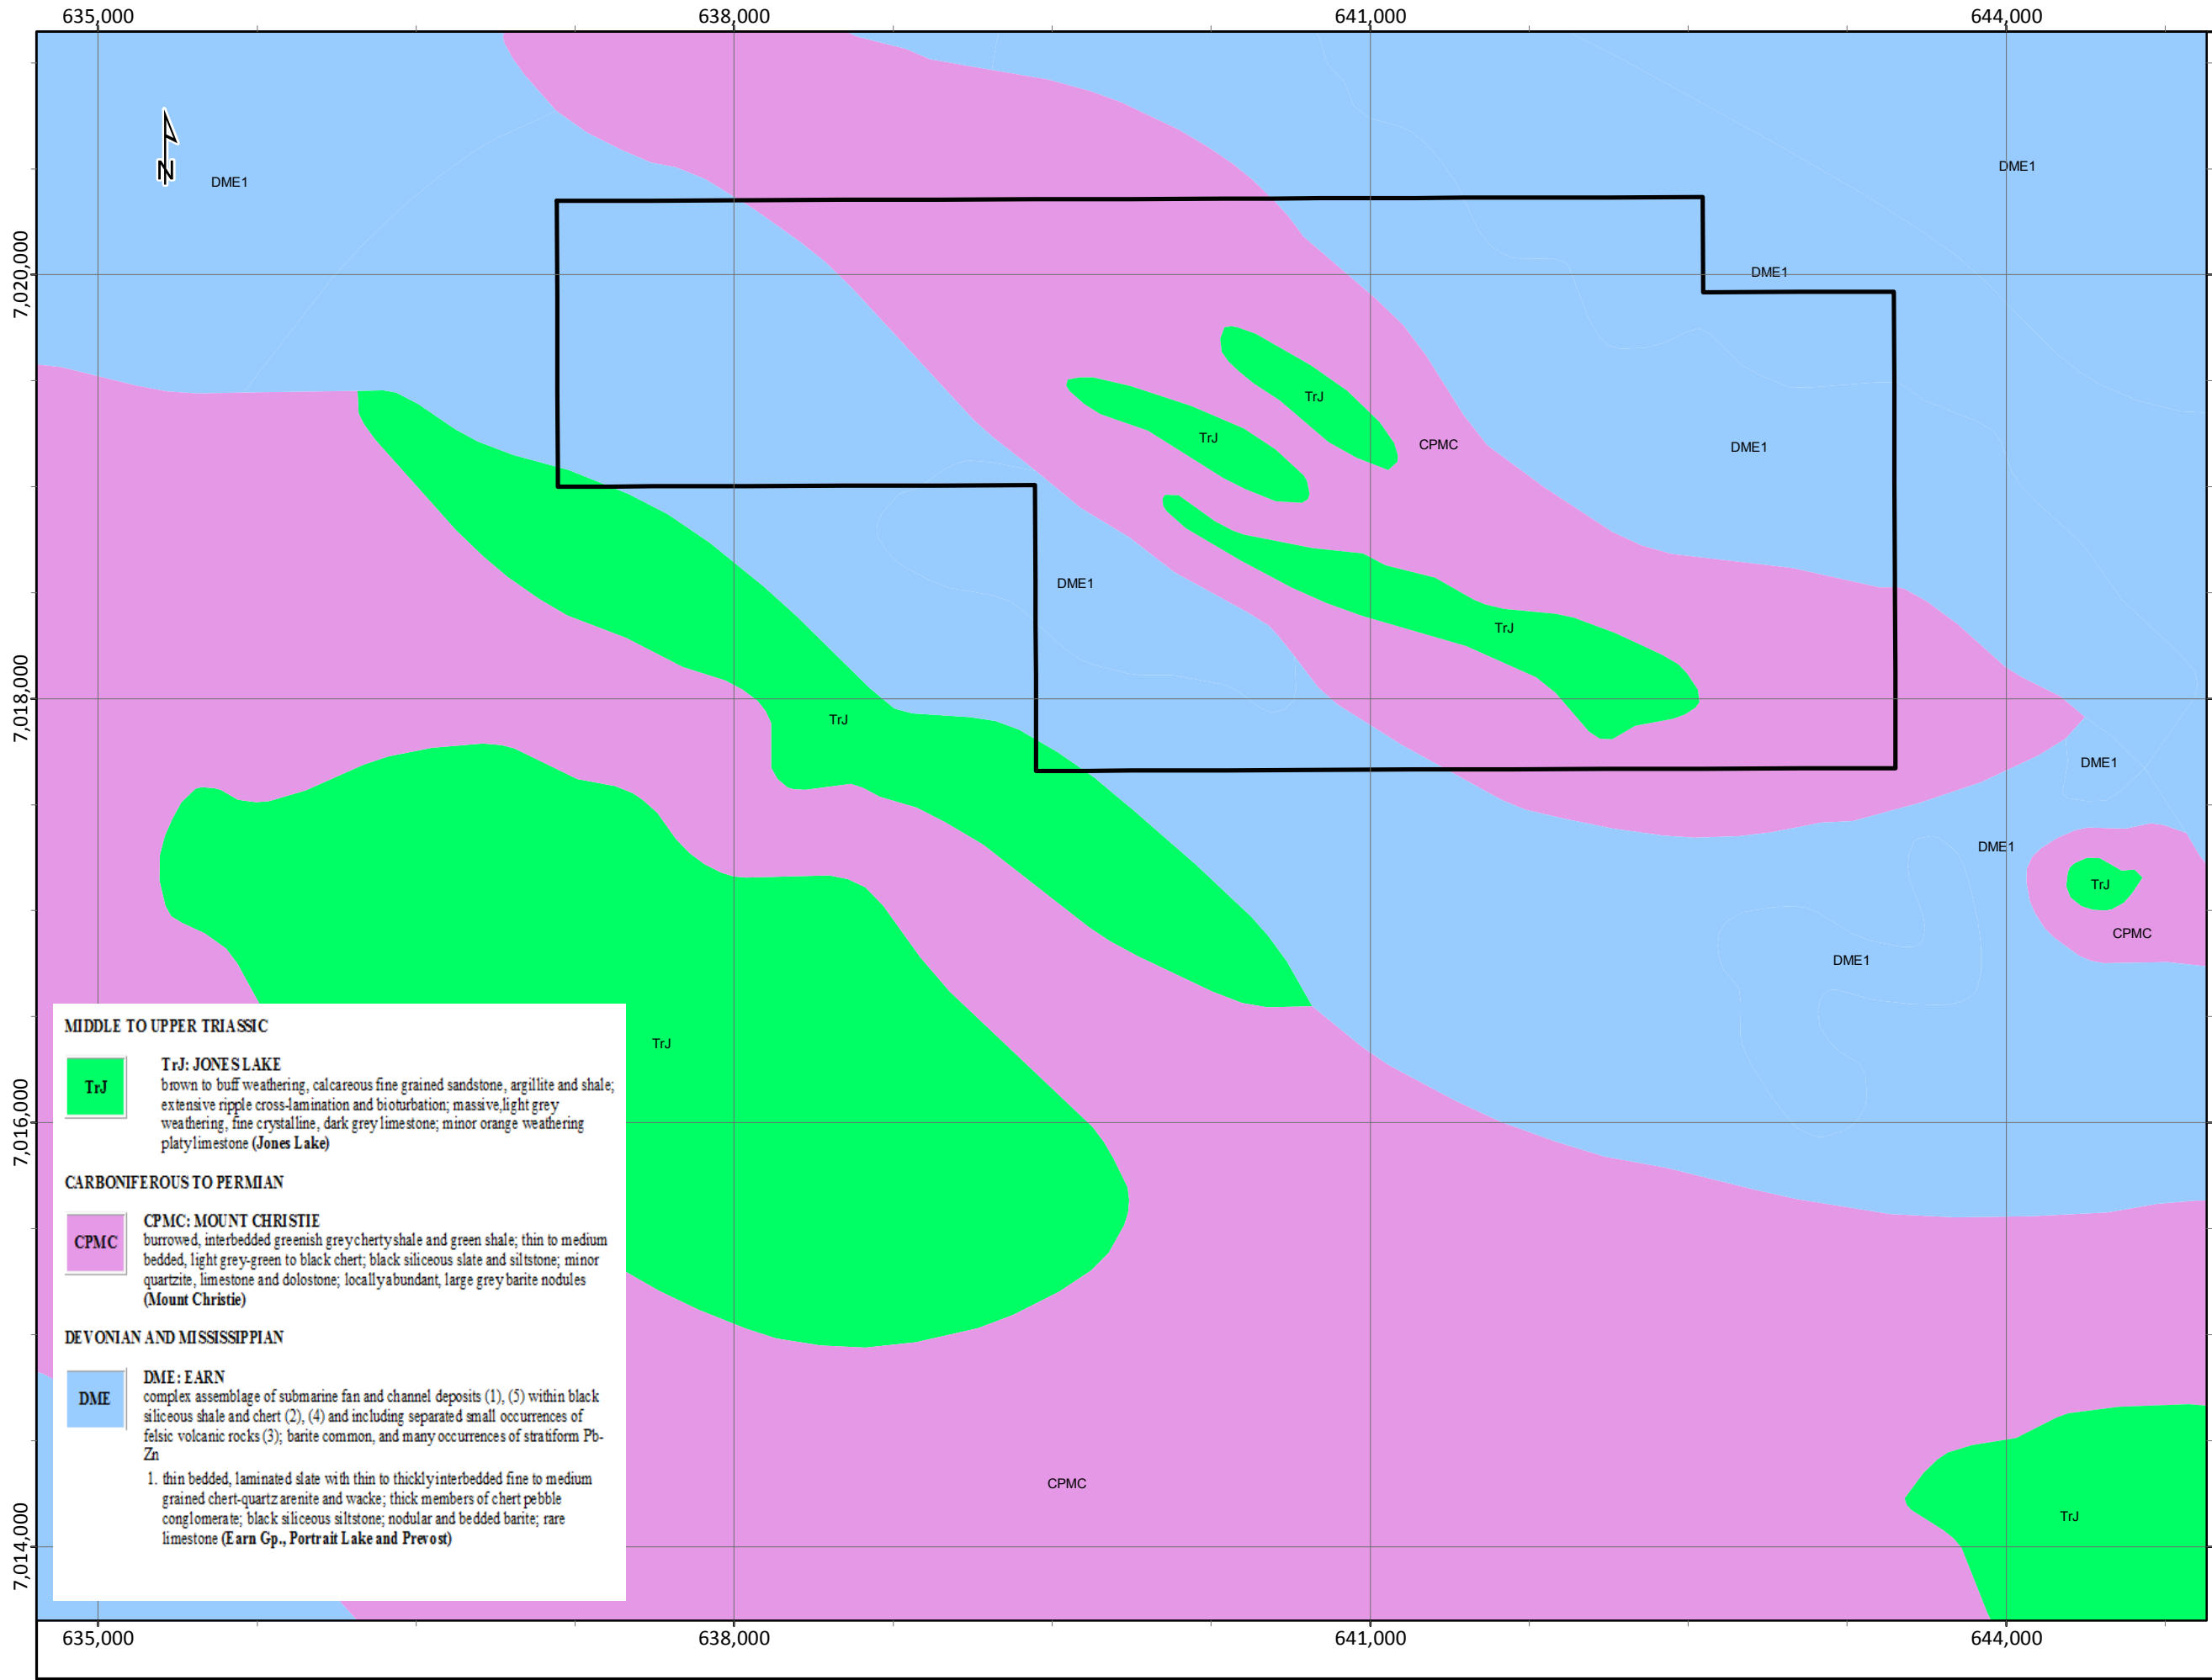 635,000
638,000
641,000
644,000
N
DME1
DME1
7,020,000
DME1
TrJ
TrJ
CPMC
DME1
DME1
TrJ
7,018,000
TrJ
DME1
DME1
TrJ
CPMC
DME1
TrJ
7,016,000
CPMC
TrJ
7,014,000
MIDDLE TO UPPER TRIASSIC
TrJ
TrJ: JONES LAKE
brown to buff weathering, calcareous fine grained sandstone, argillite and shale;
extensive ripple cross-lamination and bioturbation; massive,light grey
weathering, fine crystalline, dark grey limestone; minor orange weathering
platy limestone (Jones Lake)
CARBONIFEROUS TO PERMIAN
CPMC
CPMC: MOUNT CHRISTIE
burrowed, interbedded greenish grey cherty shale and green shale; thin to medium
bedded, light grey-green to black chert; black siliceous slate and siltstone; minor
quartzite, limestone and dolostone; locally abundant, large grey barite nodules
(Mount Christie)
DEVONIAN AND MISSISSIPPIAN
DME
DME: EARN
complex assemblage of submarine fan and channel deposits (1), (5) within black
siliceous shale and chert (2), (4) and including separated small occurrences of
felsic volcanic rocks (3); barite common, and many occurrences of stratiform Pb-
Zn
1. thin bedded, laminated slate with thin to thickly interbedded fine to medium
grained chert-quartz arenite and wacke; thick members of chert pebble
conglomerate; black siliceous siltstone; nodular and bedded barite; rare
limestone (Earn Gp., Portrait Lake and Prevost)
635,000
638,000
641,000
644,000